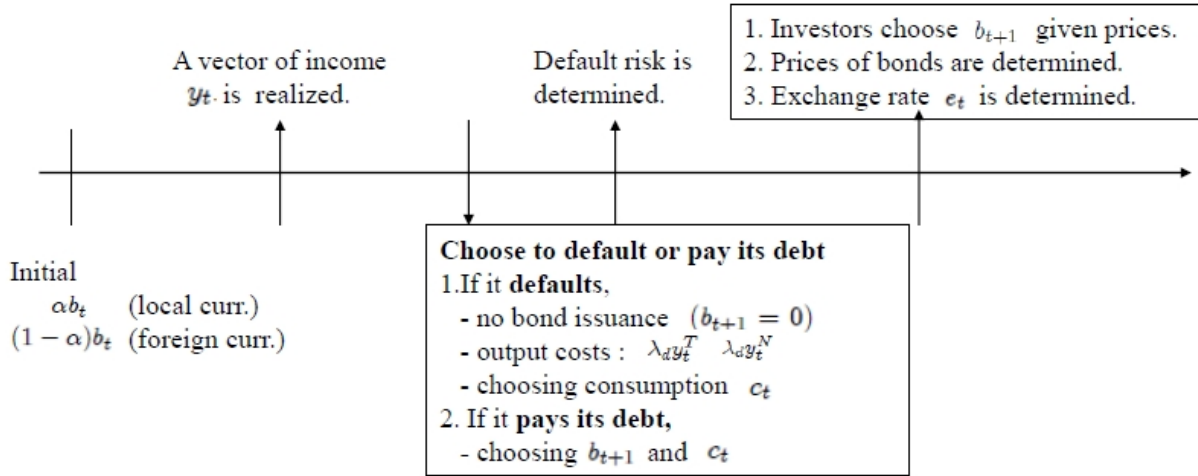 A vector of income
y_t. is realized.
Default risk is
determined.
1. Investors choose b_{t+1} given prices.
2. Prices of bonds are determined.
3. Exchange rate e_t is determined.
Initial
αb_t (local curr.)
(1 − α)b_t (foreign curr.)
Choose to default or pay its debt
1.If it defaults,
- no bond issuance (b_{t+1} = 0)
- output costs : λ_d y_t^T λ_d y_t^N
- choosing consumption c_t
2. If it pays its debt,
- choosing b_{t+1} and c_t